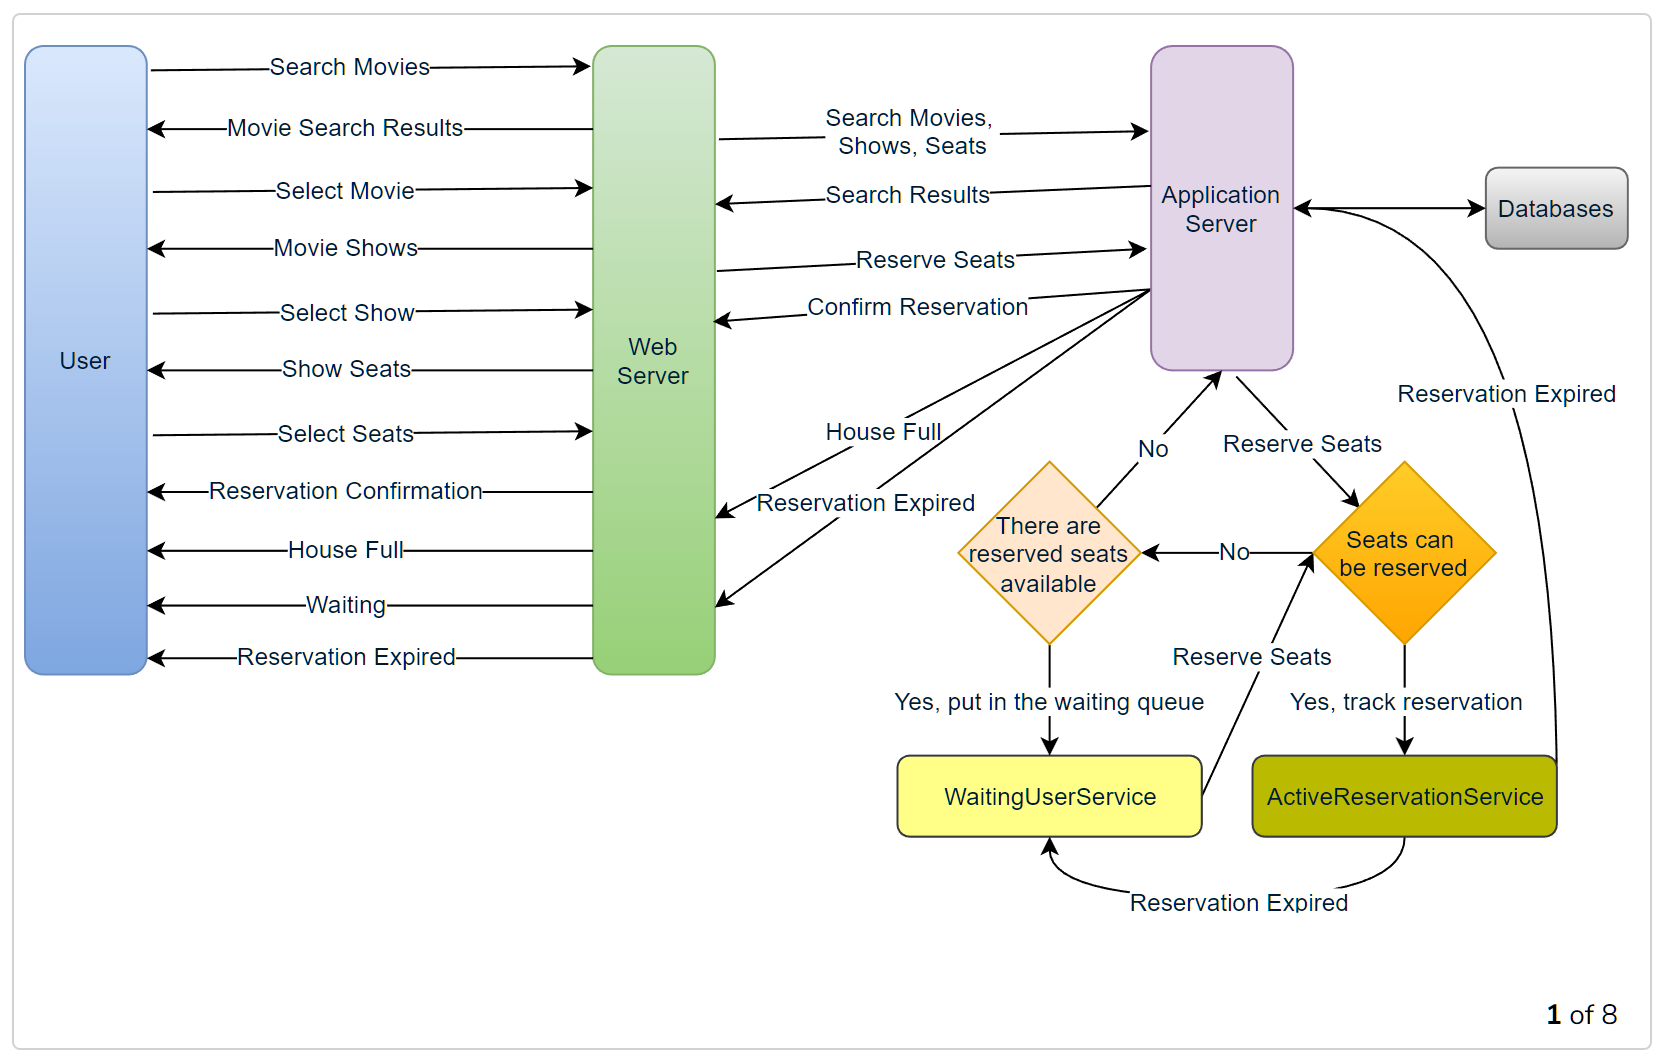 Search Movies
Movie Search Results
Select Movie
Movie Shows
Select Show
Show Seats
Select Seats
Reservation Confirmation
House Full
Waiting
Reservation Expired
User
Web
Server
Search Movies,
Shows, Seats
Search Results
Reserve Seats
Confirm Reservation
House Full
Reservation Expired
Application
Server
Databases
Reservation Expired
No
Reserve Seats
There are
reserved seats
available
No
Seats can
be reserved
Reserve Seats
Yes, put in the waiting queue
Yes, track reservation
WaitingUserService
ActiveReservationService
Reservation Expired
1 of 8